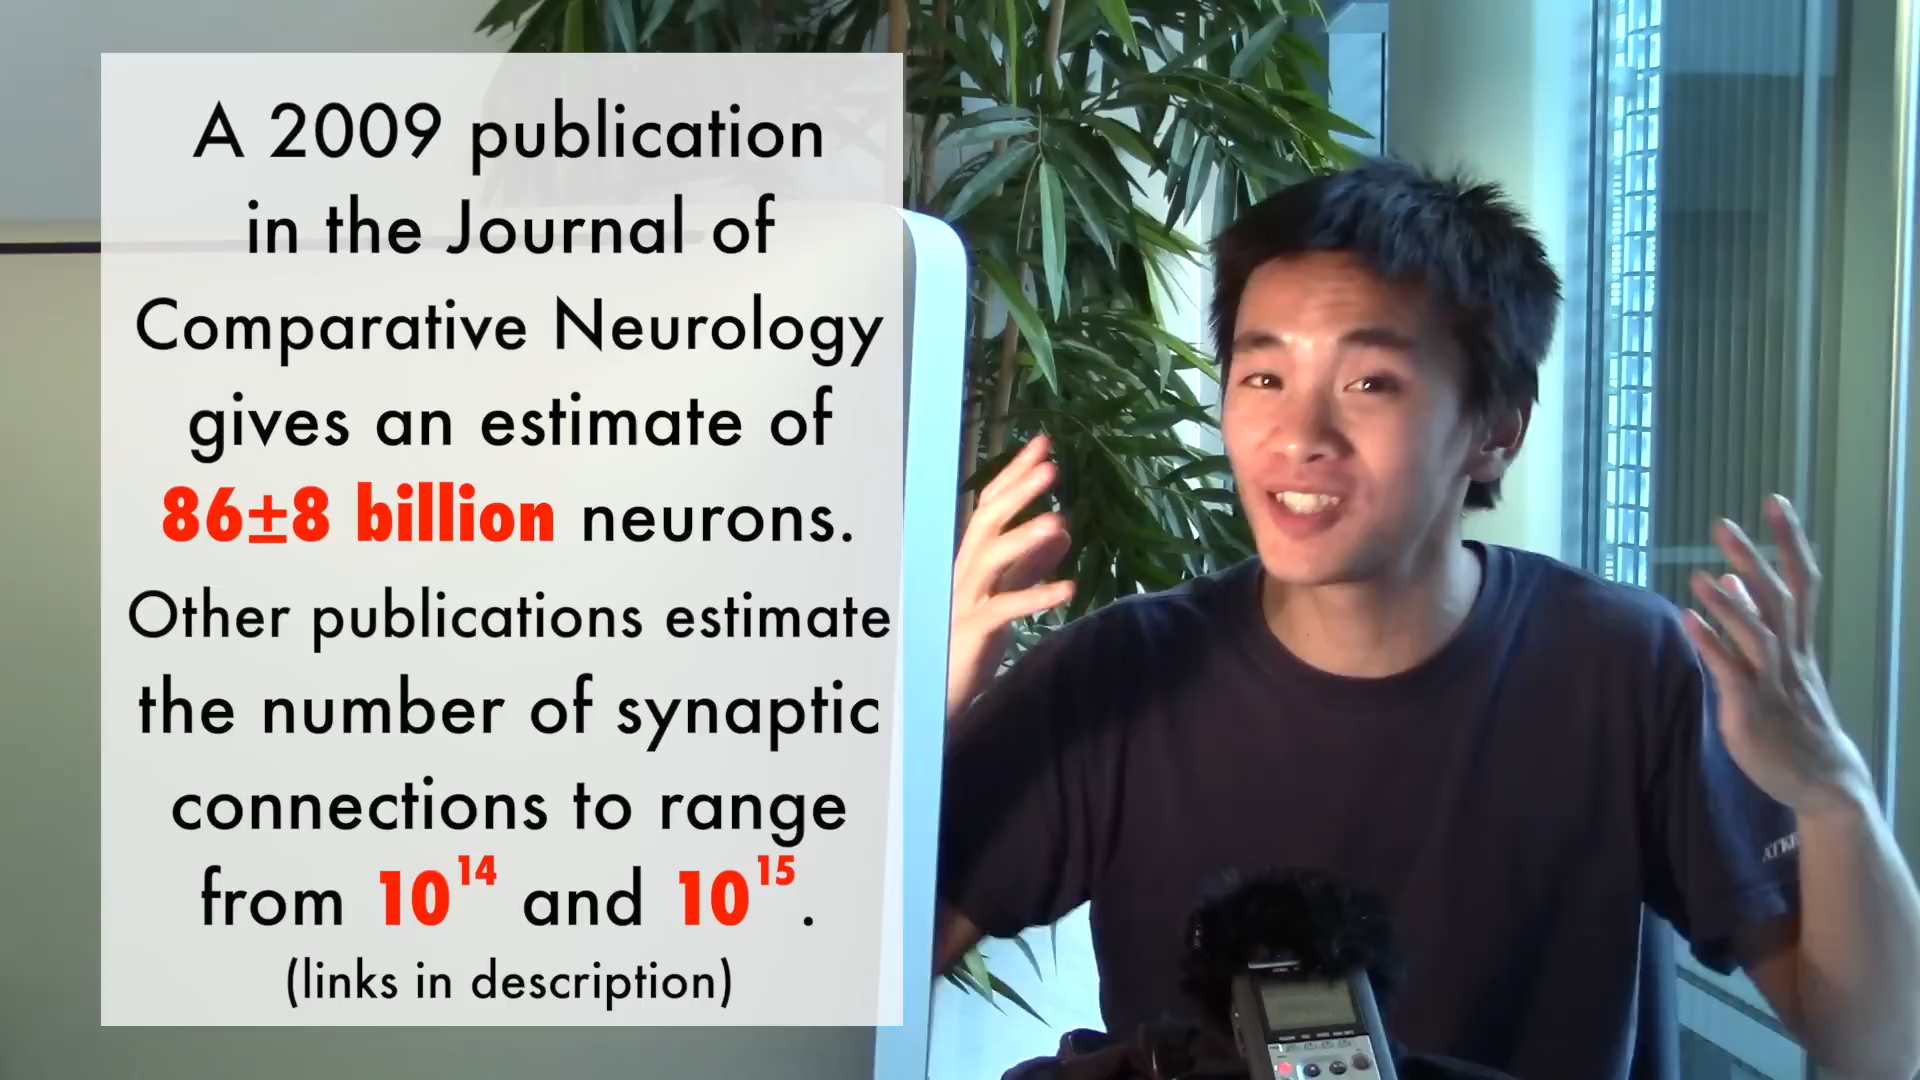 A 2009 publication
in the Journal of
Comparative Neurology
gives an estimate of
86±8 billion neurons.
Other publications estimate
the number of synaptic
connections to range
from 10¹⁴ and 10¹⁵.
(links in description)